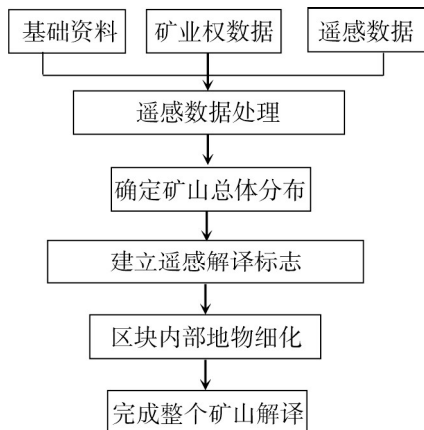 基础资料
矿业权数据
遥感数据
遥感数据处理
确定矿山总体分布
建立遥感解译标志
区块内部地物细化
完成整个矿山解译